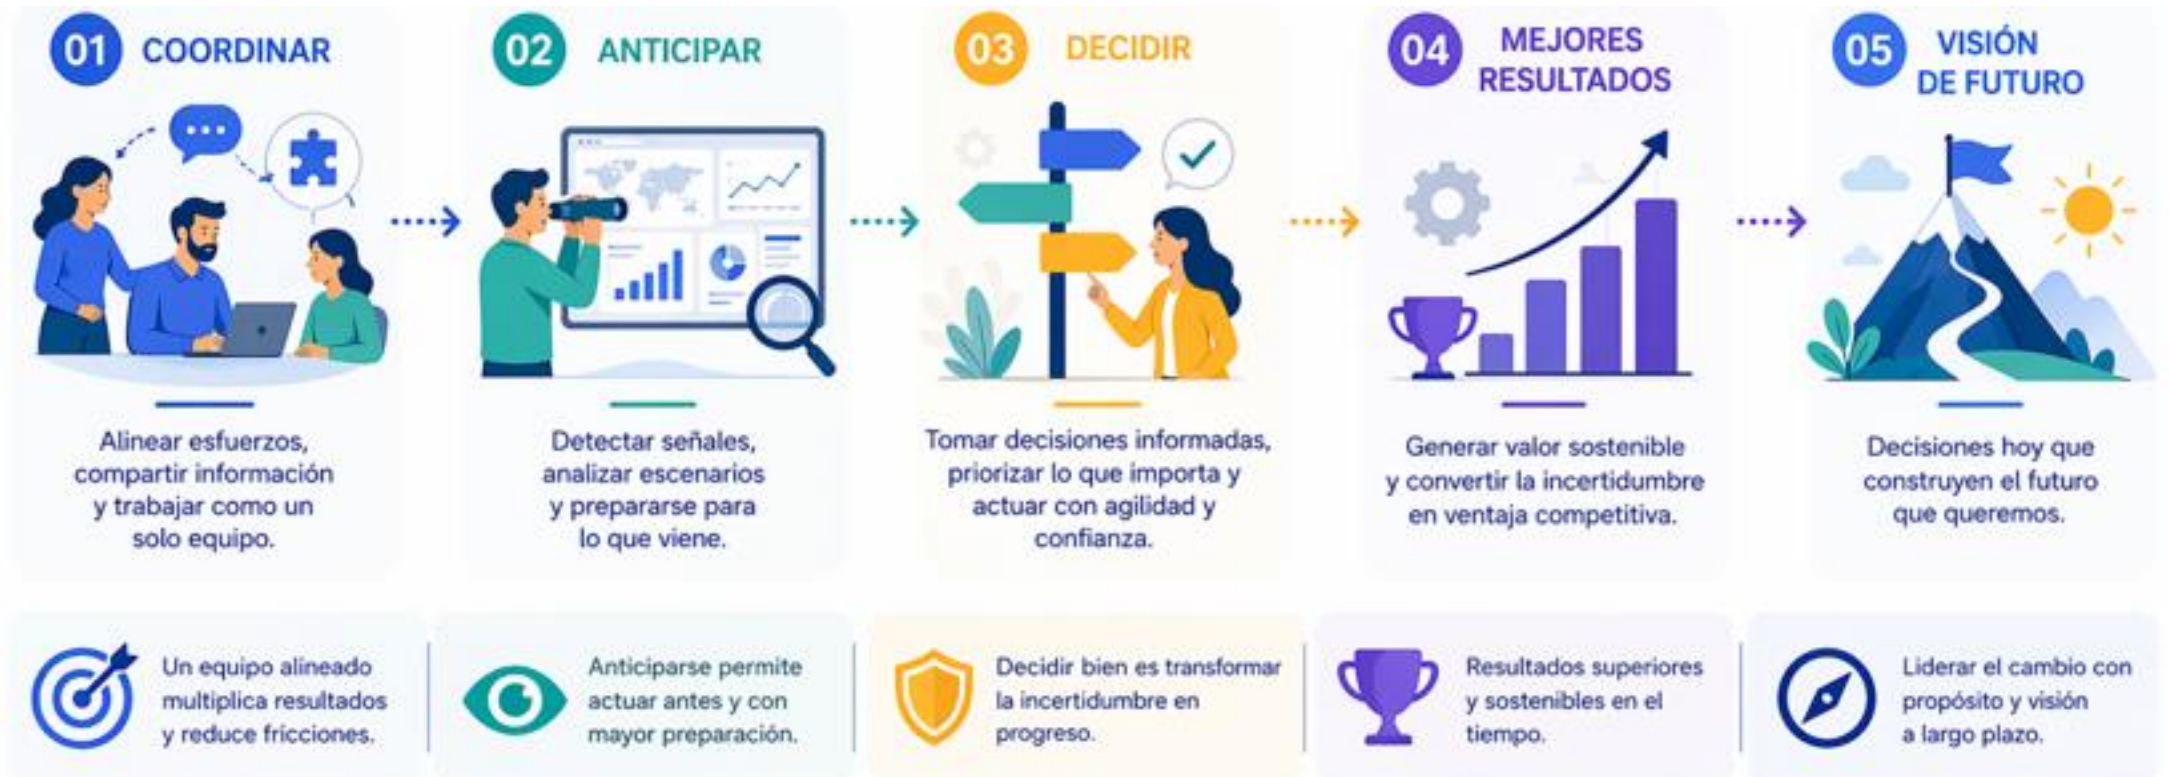 01 COORDINAR
Alinear esfuerzos,
compartir información
y trabajar como un
solo equipo.
02 ANTICIPAR
Detectar señales,
analizar escenarios
y prepararse para
lo que viene.
03 DECIDIR
Tomar decisiones informadas,
priorizar lo que importa y
actuar con agilidad y
confianza.
04 MEJORES
RESULTADOS
Generar valor sostenible
y convertir la incertidumbre
en ventaja competitiva.
05 VISIÓN
DE FUTURO
Decisiones hoy que
construyen el futuro
que queremos.
Un equipo alineado
multiplica resultados
y reduce fricciones.
Anticiparse permite
actuar antes y con
mayor preparación.
Decidir bien es transformar
la incertidumbre en
progreso.
Resultados superiores
y sostenibles en el
tiempo.
Liderar el cambio con
propósito y visión
a largo plazo.